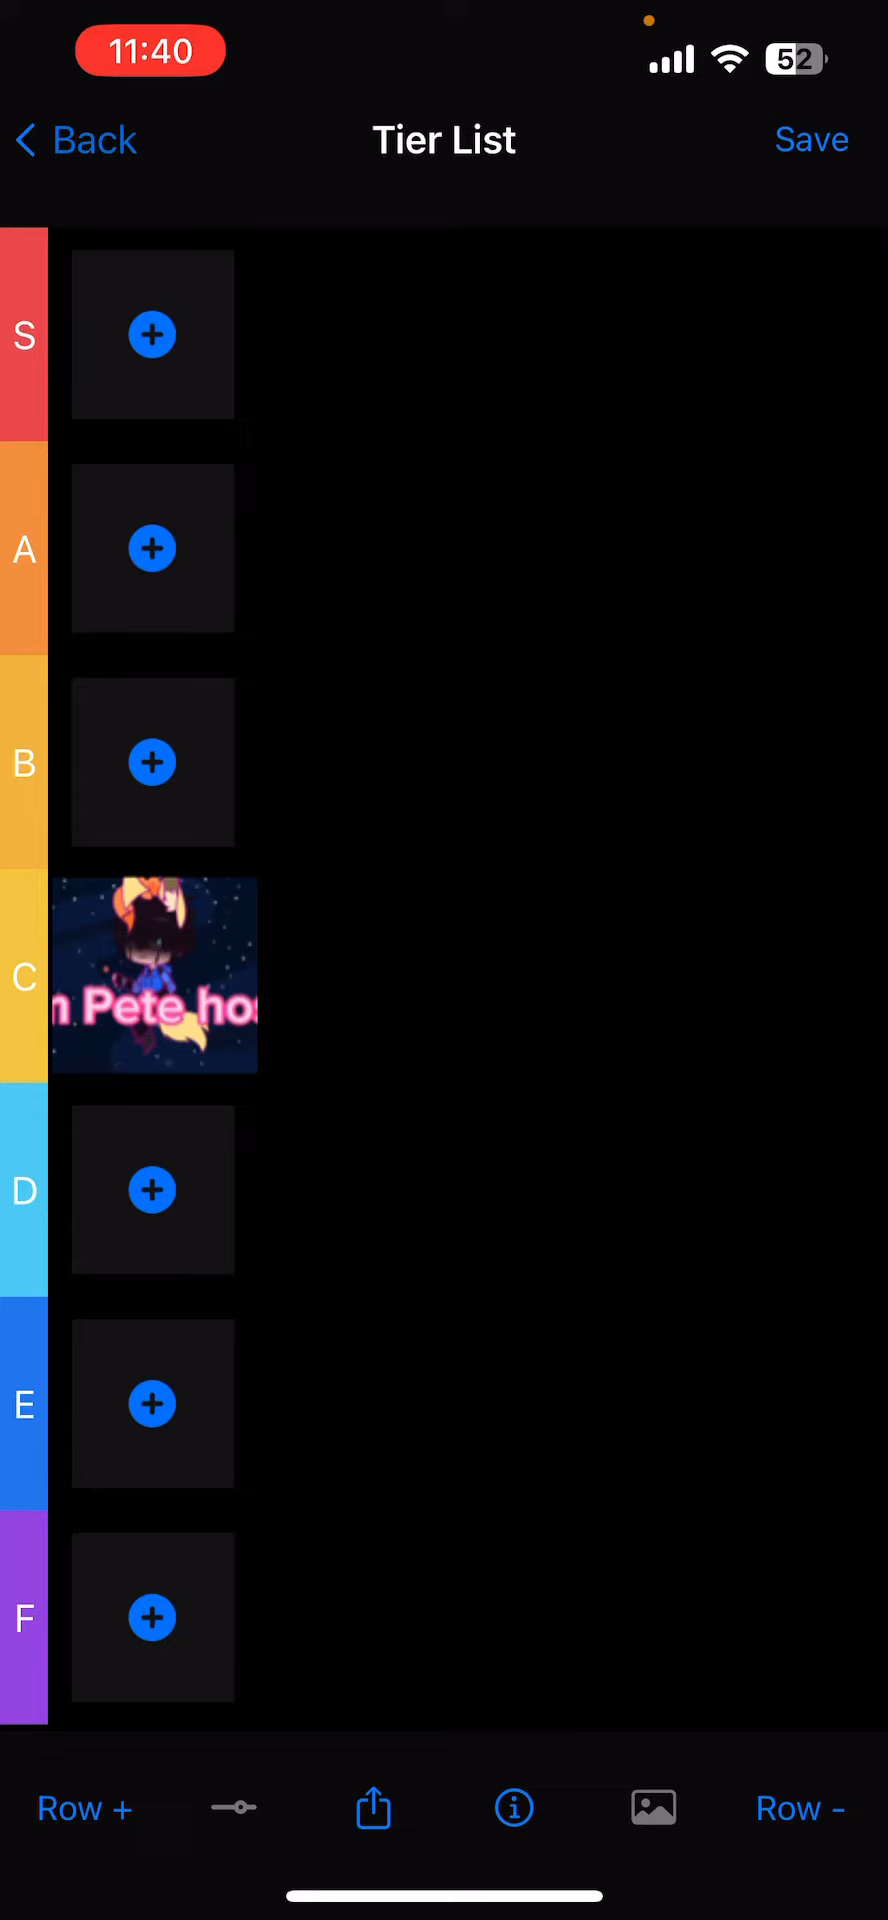 11:40
52
Back
Tier List
Save
S
A
B
C
Pete
D
E
F
Row +
Row -